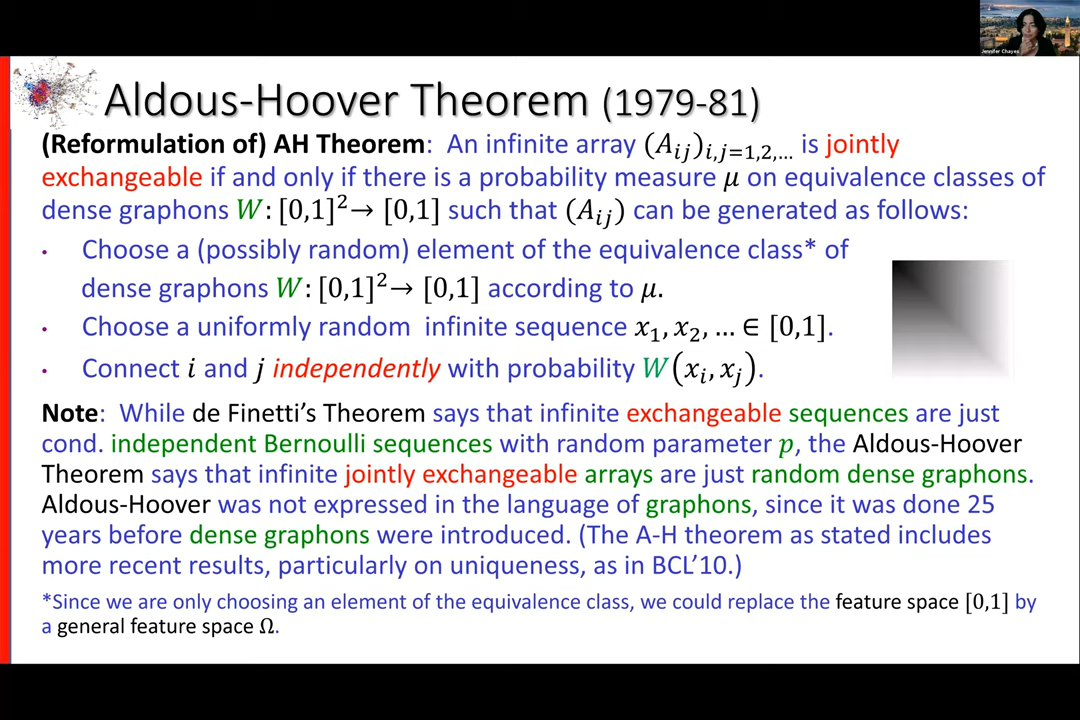 Jennifer Chayes
Aldous-Hoover Theorem (1979-81)
(Reformulation of) AH Theorem: An infinite array (A_{ij})_{i,j=1,2,…} is jointly
exchangeable if and only if there is a probability measure μ on equivalence classes of
dense graphons W: [0,1]²→ [0,1] such that (A_{ij}) can be generated as follows:
• Choose a (possibly random) element of the equivalence class* of
dense graphons W: [0,1]²→ [0,1] according to μ.
• Choose a uniformly random infinite sequence x₁, x₂, … ∈ [0,1].
• Connect i and j independently with probability W(x_i, x_j).
Note: While de Finetti’s Theorem says that infinite exchangeable sequences are just
cond. independent Bernoulli sequences with random parameter p, the Aldous-Hoover
Theorem says that infinite jointly exchangeable arrays are just random dense graphons.
Aldous-Hoover was not expressed in the language of graphons, since it was done 25
years before dense graphons were introduced. (The A-H theorem as stated includes
more recent results, particularly on uniqueness, as in BCL’10.)
*Since we are only choosing an element of the equivalence class, we could replace the feature space [0,1] by
a general feature space Ω.